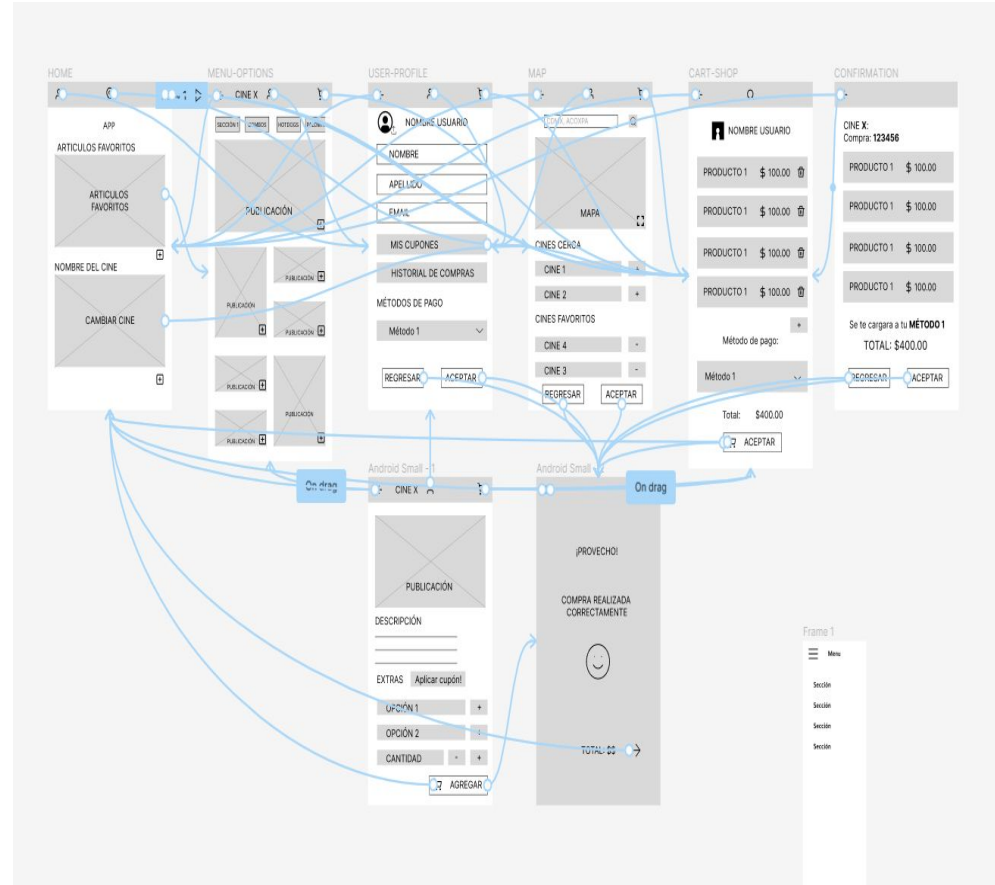 HOME
APP
ARTICULOS FAVORITOS
ARTICULOS
FAVORITOS
NOMBRE DEL CINE
CAMBIAR CINE
MENU-OPTIONS
CINE X
SECCIÓN 1
HOTDOGS
PUBLICACIÓN
PUBLICACIÓN
PUBLICACIÓN
PUBLICACIÓN
PUBLICACIÓN
PUBLICACIÓN
PUBLICACIÓN
USER-PROFILE
NOMBRE USUARIO
NOMBRE
APELLIDO
EMAIL
MIS CUPONES
HISTORIAL DE COMPRAS
MÉTODOS DE PAGO
Método 1
REGRESAR
ACEPTAR
MAP
MAPA
CINES CERCA
CINE 1 +
CINE 2 +
CINES FAVORITOS
CINE 4 -
CINE 3 -
REGRESAR
ACEPTAR
CART-SHOP
NOMBRE USUARIO
PRODUCTO 1 $ 100.00
PRODUCTO 1 $ 100.00
PRODUCTO 1 $ 100.00
PRODUCTO 1 $ 100.00
+
Método de pago:
Método 1
Total: $400.00
ACEPTAR
CONFIRMATION
CINE X:
Compra: 123456
PRODUCTO 1 $ 100.00
PRODUCTO 1 $ 100.00
PRODUCTO 1 $ 100.00
PRODUCTO 1 $ 100.00
Se te cargara a tu MÉTODO 1
TOTAL: $400.00
REGRESAR
ACEPTAR
On drag
On drag
Android Small - 1
CINE X
PUBLICACIÓN
DESCRIPCIÓN
EXTRAS
Aplicar cupón!
OPCIÓN 1 +
OPCIÓN 2 +
CANTIDAD - +
AGREGAR
Android Small
¡PROVECHO!
COMPRA REALIZADA
CORRECTAMENTE
TOTAL: $$
Frame 1
Menu
Sección
Sección
Sección
Sección